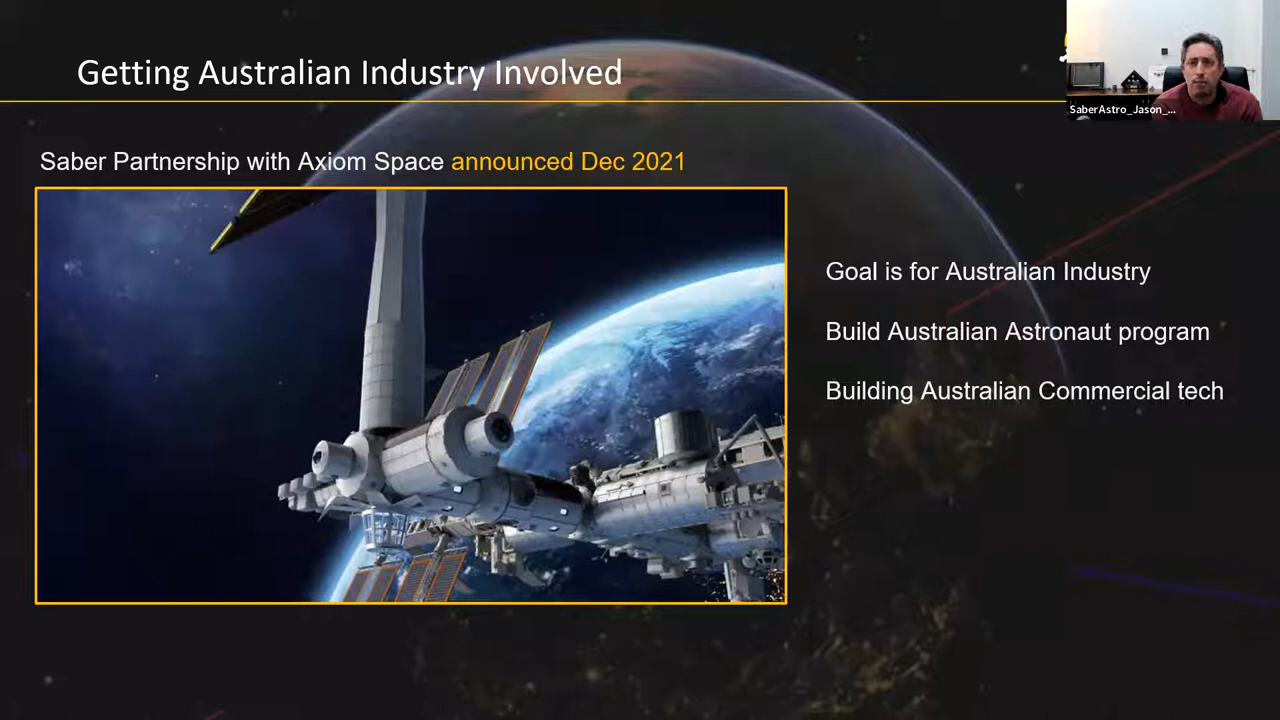 Getting Australian Industry Involved
SaberAstro_Jason_...
Saber Partnership with Axiom Space announced Dec 2021
Goal is for Australian Industry
Build Australian Astronaut program
Building Australian Commercial tech